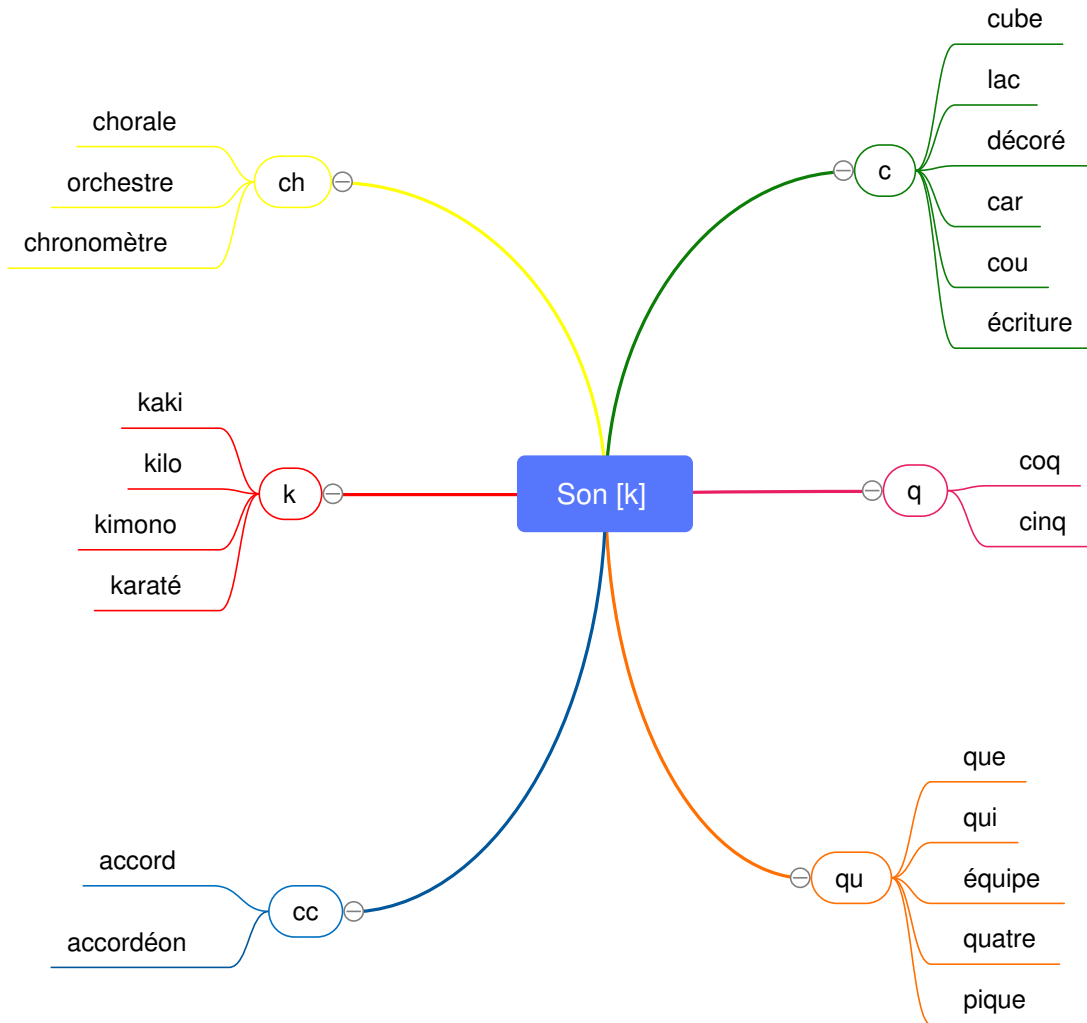 Son [k]
c
cube
lac
décoré
car
cou
écriture
q
coq
cinq
qu
que
qui
équipe
quatre
pique
ch
chorale
orchestre
chronomètre
k
kaki
kilo
kimono
karaté
cc
accord
accordéon